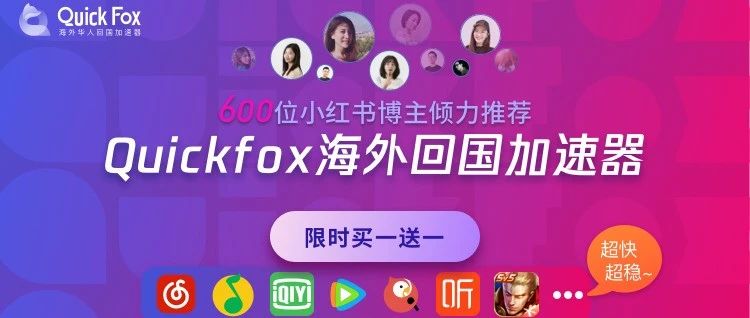 Quick Fox
海外华人回国加速器
600位小红书博主倾力推荐
Quickfox海外回国加速器
限时买一送一
超快
超稳~
iQIYI
听
5V5